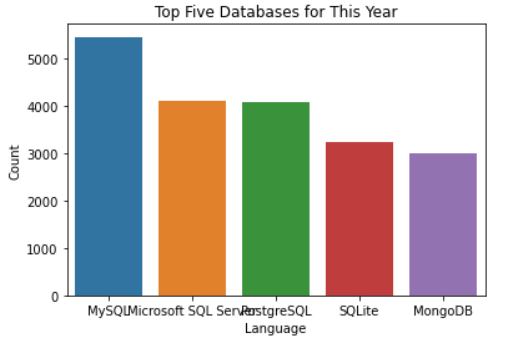 Top Five Databases for This Year
5000
4000
3000
2000
1000
0
Count
MySQL Microsoft SQL Server PostgreSQL SQLite MongoDB
Language